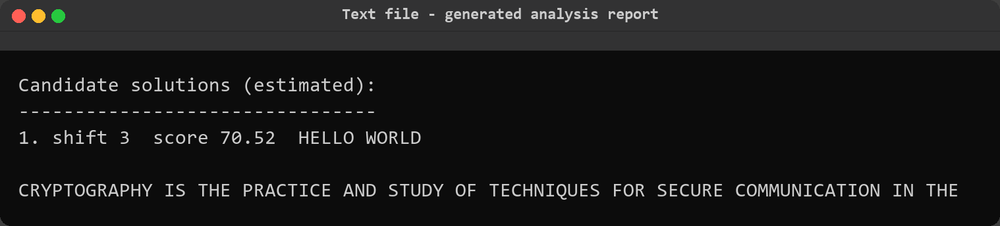 Text file - generated analysis report
Candidate solutions (estimated):
--------------------------------
1. shift 3  score 70.52  HELLO WORLD
CRYPTOGRAPHY IS THE PRACTICE AND STUDY OF TECHNIQUES FOR SECURE COMMUNICATION IN THE